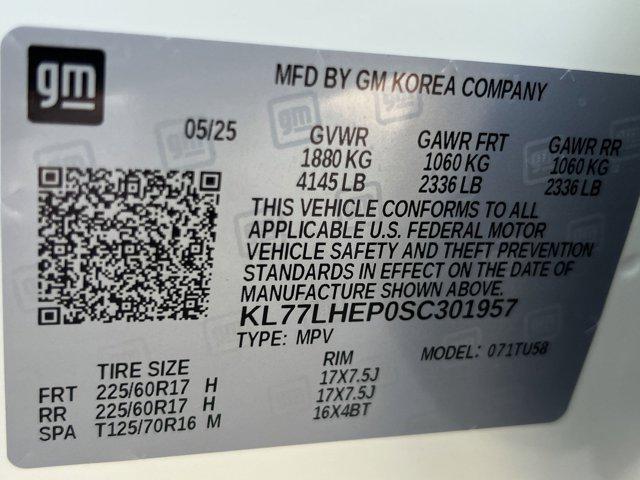 gm
MFD BY GM KOREA COMPANY
05/25
GVWR GAWR FRT GAWR RR
1880 KG 1060 KG 1060 KG
4145 LB 2336 LB 2336 LB
THIS VEHICLE CONFORMS TO ALL
APPLICABLE U.S. FEDERAL MOTOR
VEHICLE SAFETY AND THEFT PREVENTION
STANDARDS IN EFFECT ON THE DATE OF
MANUFACTURE SHOWN ABOVE.
KL77LHEP0SC301957
TYPE: MPV MODEL: 071TU58
TIRE SIZE RIM
FRT 225/60R17 H 17X7.5J
RR 225/60R17 H 17X7.5J
SPA T125/70R16 M 16X4BT